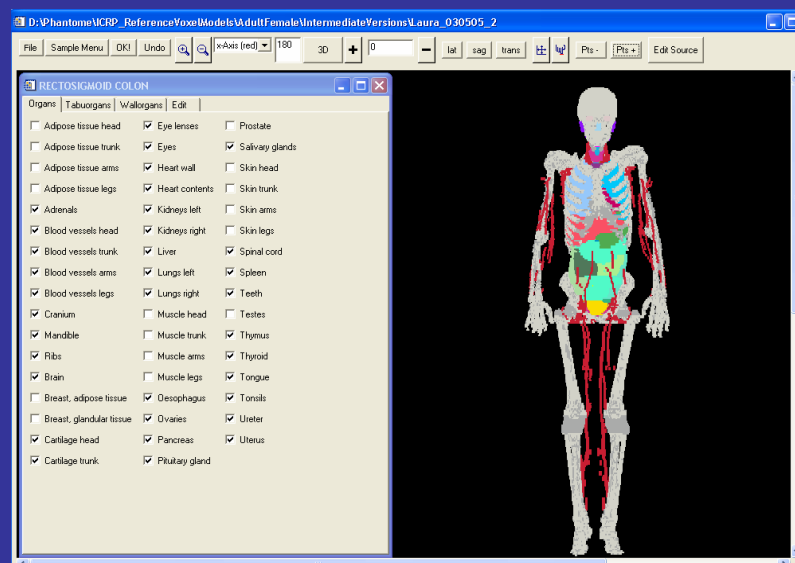 D:\Phantome\ICRP_ReferenceVoxelModels\AdultFemale\IntermediateVersions\Laura_030505_2
File Sample Menu OK! Undo x-Axis (red) 180 3D + 0 - lat sag trans Pts - Pts + Edit Source
RECTOSIGMOID COLON
Organs Tabuorgans Wallorgans Edit
Adipose tissue head Eye lenses Prostate
Adipose tissue trunk Eyes Salivary glands
Adipose tissue arms Heart wall Skin head
Adipose tissue legs Heart contents Skin trunk
Adrenals Kidneys left Skin arms
Blood vessels head Kidneys right Skin legs
Blood vessels trunk Liver Spinal cord
Blood vessels arms Lungs left Spleen
Blood vessels legs Lungs right Teeth
Cranium Muscle head Testes
Mandible Muscle trunk Thymus
Ribs Muscle arms Thyroid
Brain Muscle legs Tongue
Breast, adipose tissue Oesophagus Tonsils
Breast, glandular tissue Ovaries Ureter
Cartilage head Pancreas Uterus
Cartilage trunk Pituitary gland